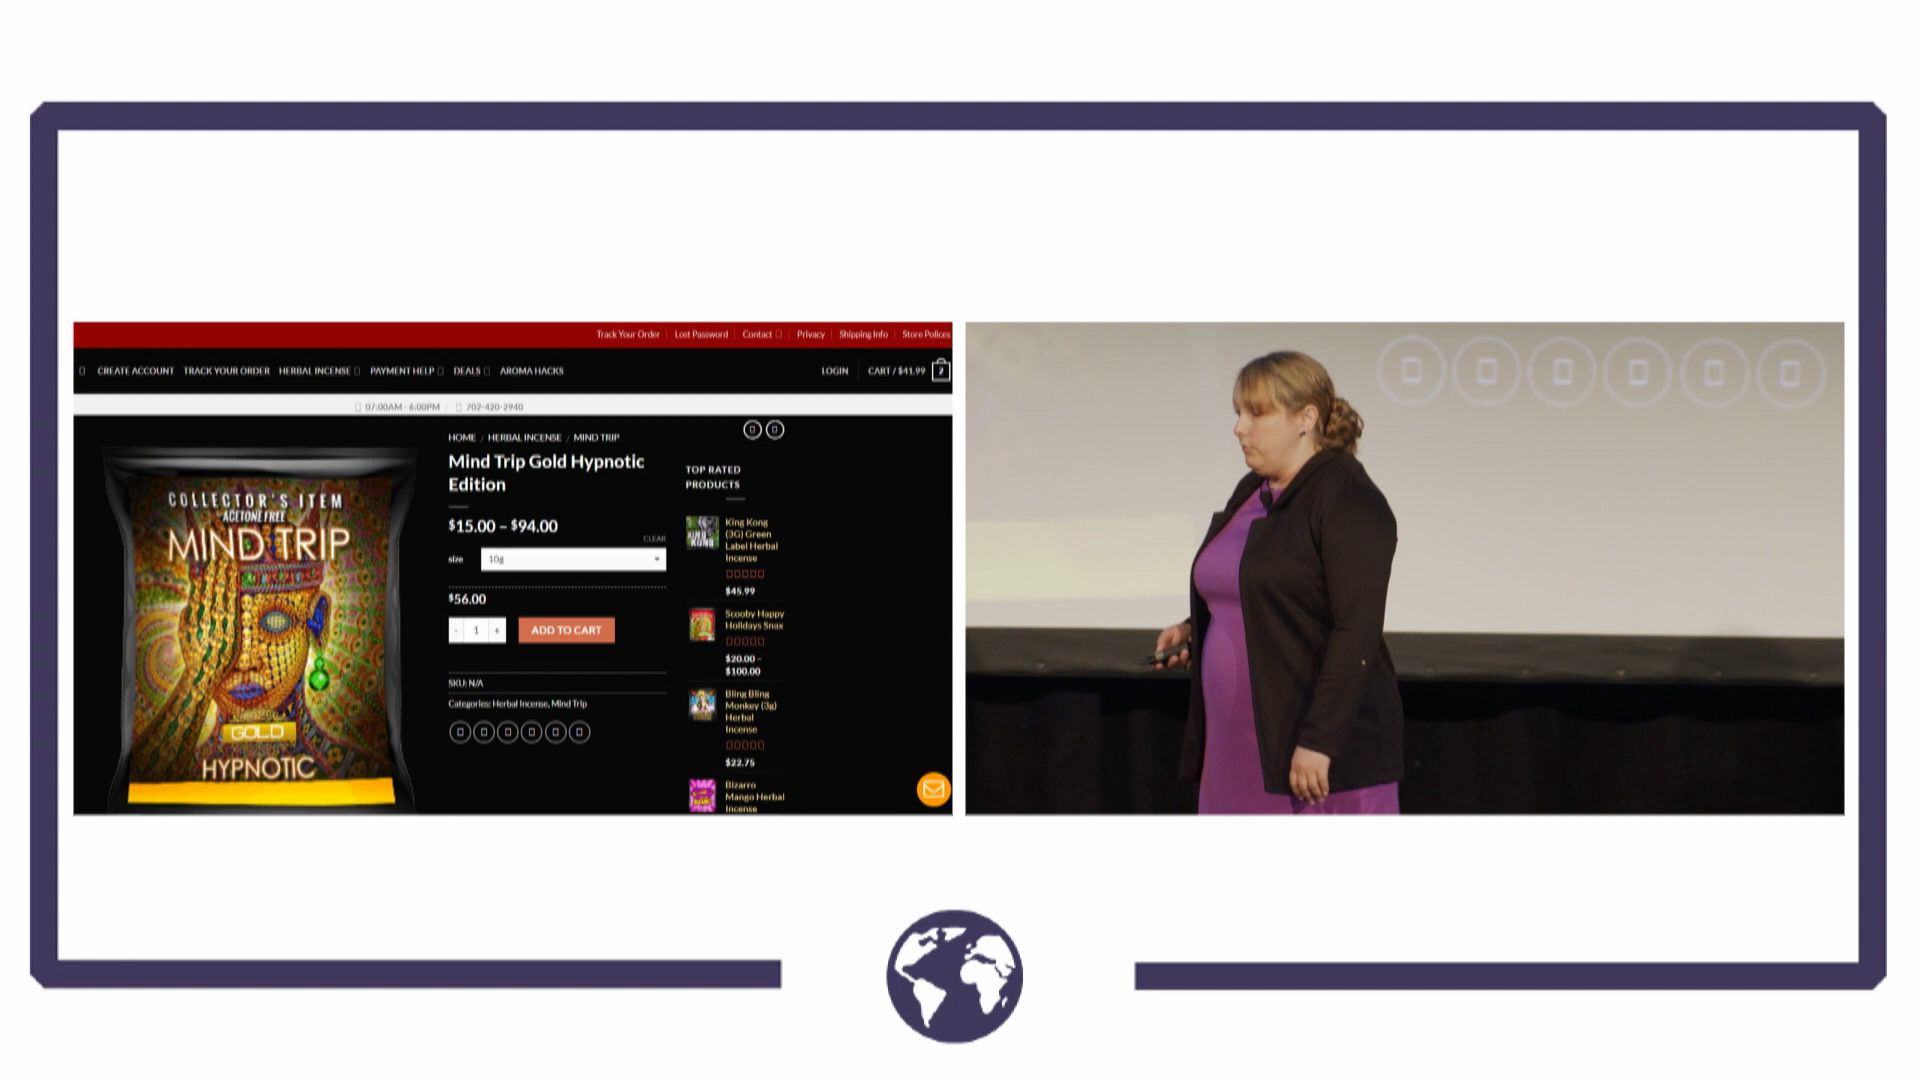 Track Your Order Lost Password Contact Privacy Shipping Info Store Polices
CREATE ACCOUNT TRACK YOUR ORDER HERBAL INCENSE PAYMENT HELP DEALS AROMA HACKS LOGIN CART / $41.99 2
07:00AM - 6:00PM 702-420-2940
COLLECTOR'S ITEM
ACETONE FREE
MIND TRIP
GOLD
HYPNOTIC
HOME / HERBAL INCENSE / MIND TRIP
Mind Trip Gold Hypnotic
Edition
$15.00 – $94.00
CLEAR
size 10g
$56.00
- 1 + ADD TO CART
SKU: N/A
Categories: Herbal Incense, Mind Trip
TOP RATED
PRODUCTS
King Kong
(3G) Green
Label Herbal
Incense
$45.99
Scooby Happy
Holidays Snax
$20.00 –
$100.00
Bling Bling
Monkey (3g)
Herbal
Incense
$22.75
Bizarro
Mango Herbal
Incense